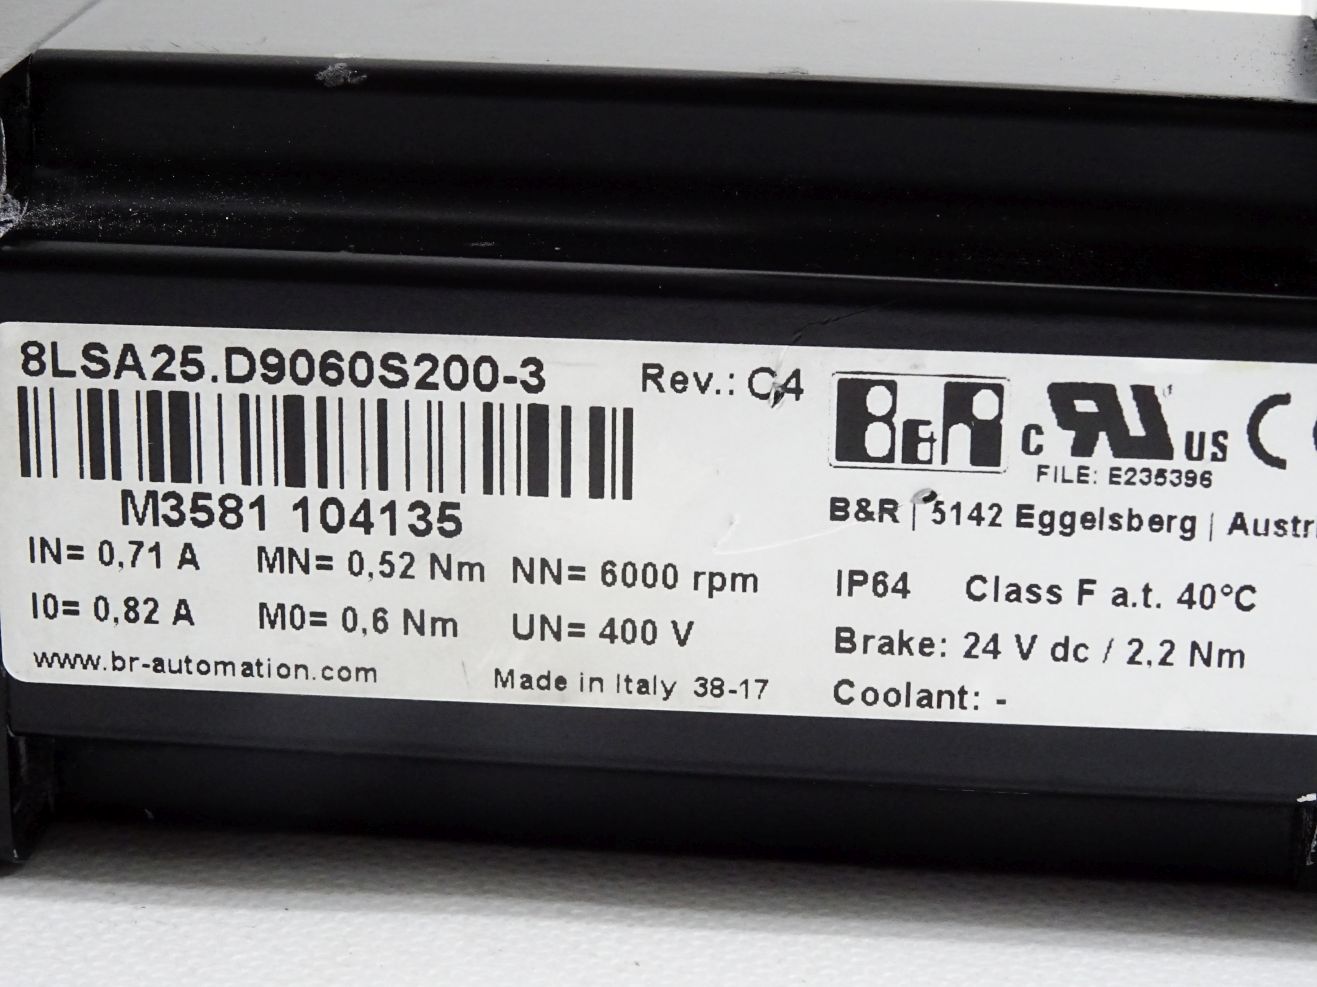 8LSA25.D9060S200-3 Rev.: C4
B&R c UR US C
FILE: E235396
M3581 104135
B&R | 5142 Eggelsberg |
IN= 0,71 A MN= 0,52 Nm NN= 6000 rpm
I0= 0,82 A M0= 0,6 Nm UN= 400 V
www.br-automation.com Made in Italy 38-17
IP64 Class F a.t. 40°C
Brake: 24 V dc / 2,2 Nm
Coolant: -